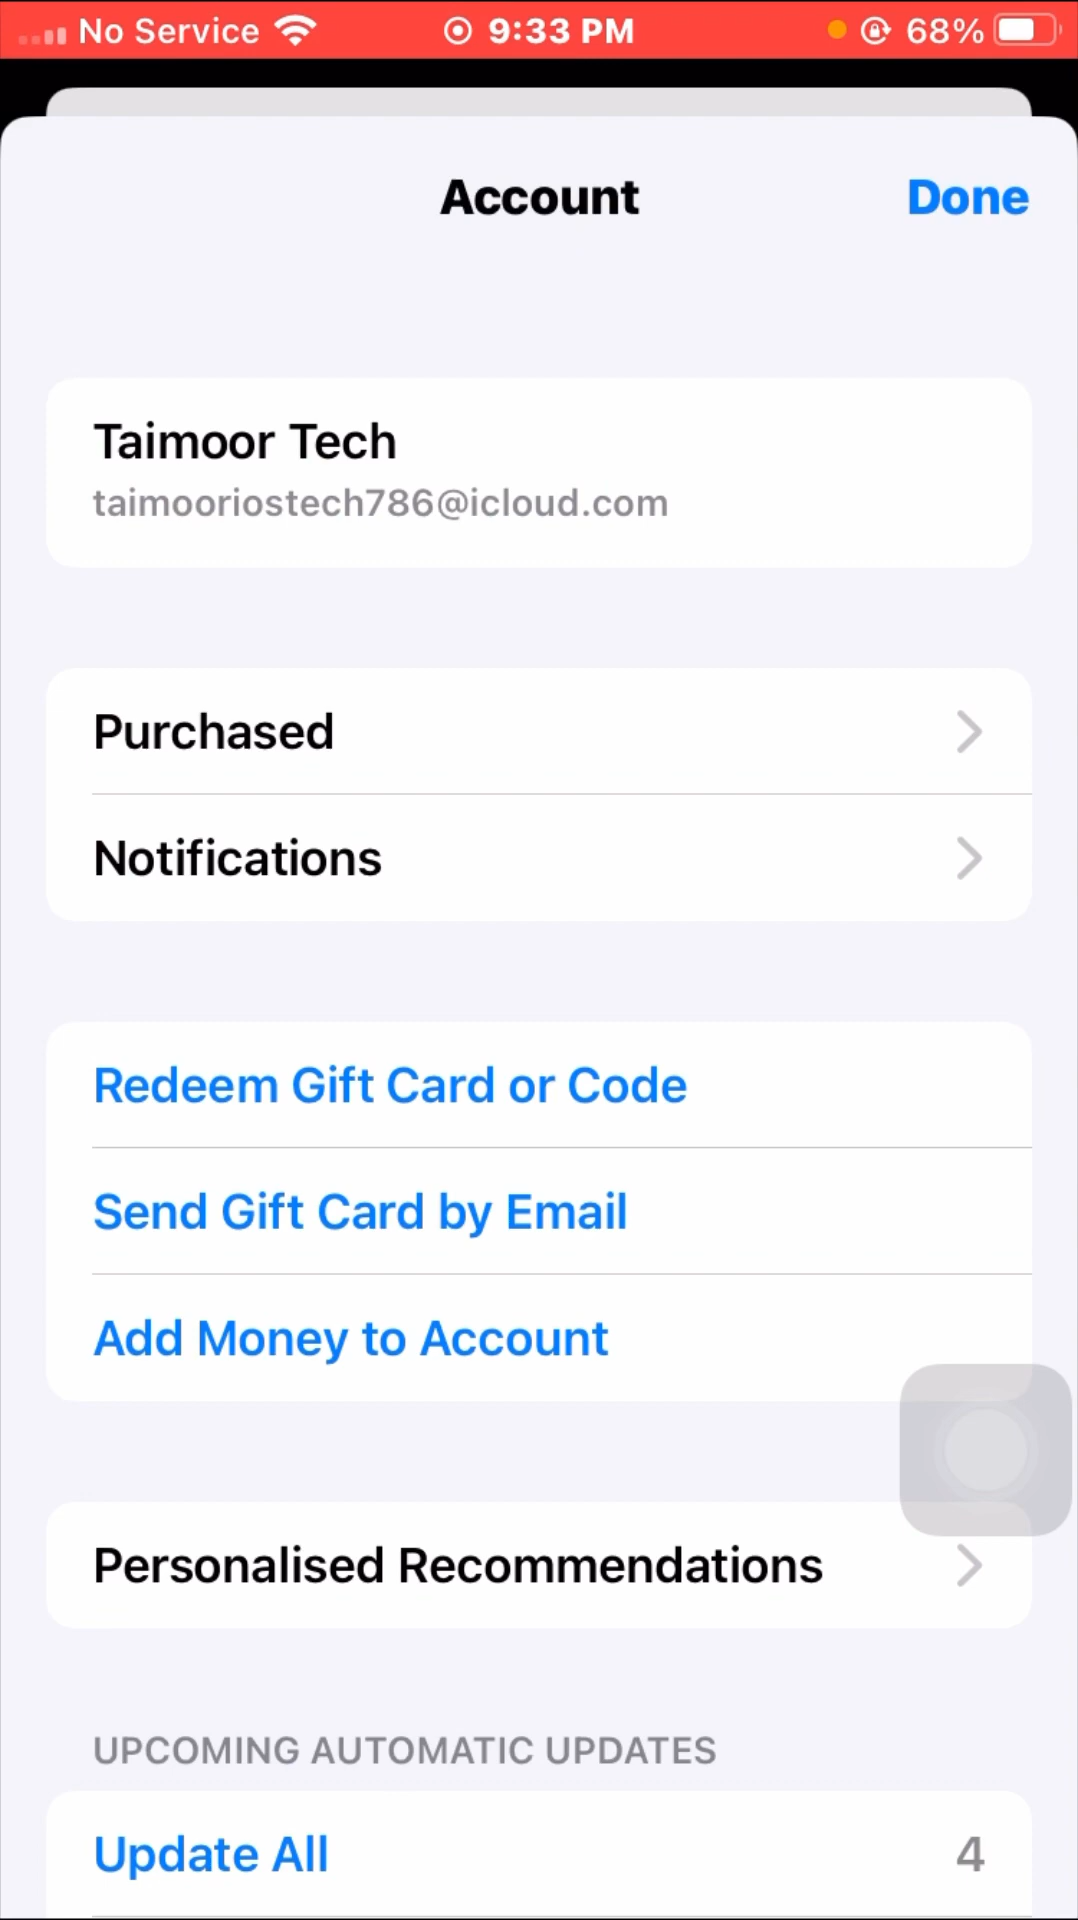 No Service 9:33 PM 68%
Account Done
Taimoor Tech
taimooriostech786@icloud.com
Purchased
Notifications
Redeem Gift Card or Code
Send Gift Card by Email
Add Money to Account
Personalised Recommendations
UPCOMING AUTOMATIC UPDATES
Update All 4